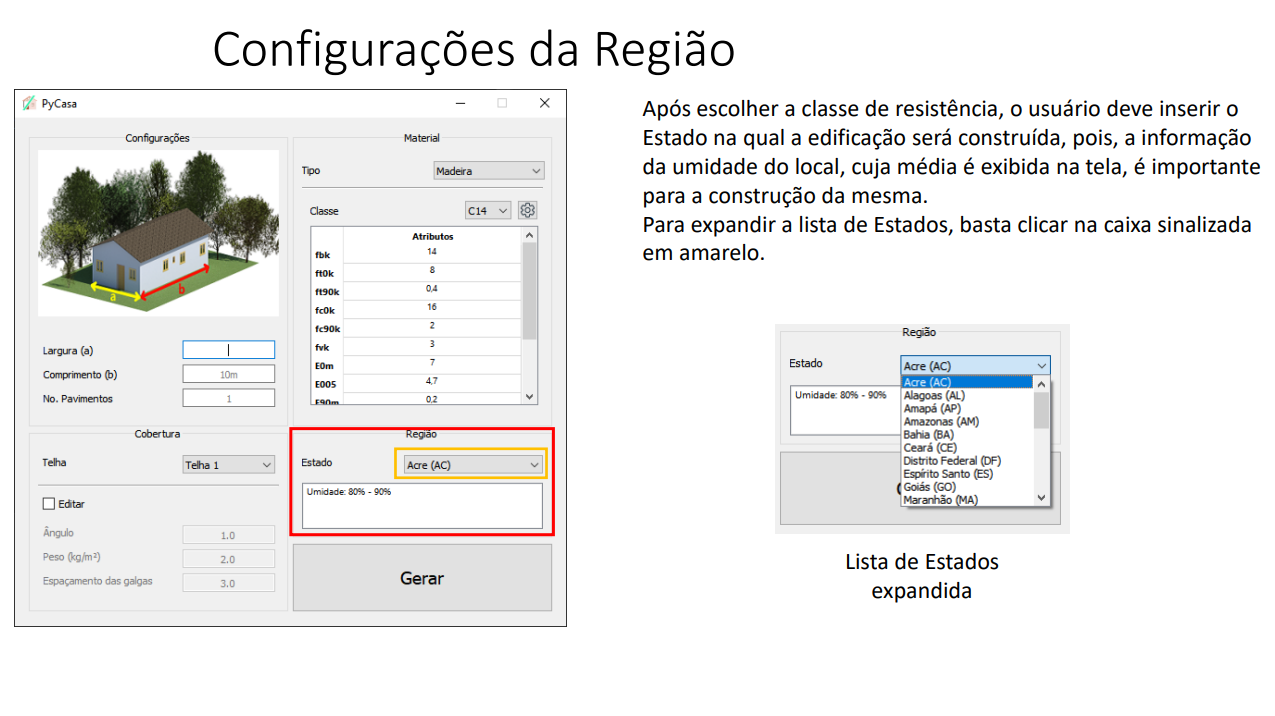 Configurações da Região
PyCasa
Configurações
a
b
Largura (a)
Comprimento (b)
10m
No. Pavimentos
1
Material
Tipo
Madeira
Classe
C14
Atributos
fbk 14
ft0k 8
ft90k 0,4
fc0k 16
fc90k 2
fvk 3
E0m 7
E005 4,7
E90m 0,2
Cobertura
Telha
Telha 1
Editar
Ângulo
1.0
Peso (kg/m²)
2.0
Espaçamento das galgas
3.0
Região
Estado
Acre (AC)
Umidade: 80% - 90%
Gerar
Após escolher a classe de resistência, o usuário deve inserir o
Estado na qual a edificação será construída, pois, a informação
da umidade do local, cuja média é exibida na tela, é importante
para a construção da mesma.
Para expandir a lista de Estados, basta clicar na caixa sinalizada
em amarelo.
Região
Estado
Acre (AC)
Umidade: 80% - 90%
Acre (AC)
Alagoas (AL)
Amapá (AP)
Amazonas (AM)
Bahia (BA)
Ceará (CE)
Distrito Federal (DF)
Espírito Santo (ES)
Goiás (GO)
Maranhão (MA)
Lista de Estados
expandida